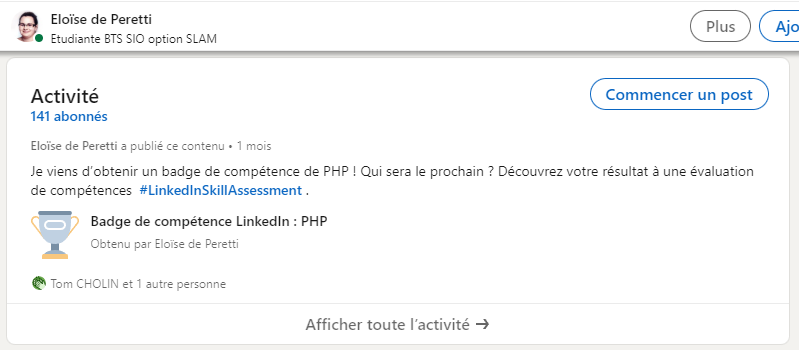 Eloïse de Peretti
Etudiante BTS SIO option SLAM
Plus
Ajo
Activité
141 abonnés
Commencer un post
Eloïse de Peretti a publié ce contenu • 1 mois
Je viens d’obtenir un badge de compétence de PHP ! Qui sera le prochain ? Découvrez votre résultat à une évaluation
de compétences #LinkedInSkillAssessment .
Badge de compétence LinkedIn : PHP
Obtenu par Eloïse de Peretti
Tom CHOLIN et 1 autre personne
Afficher toute l’activité →